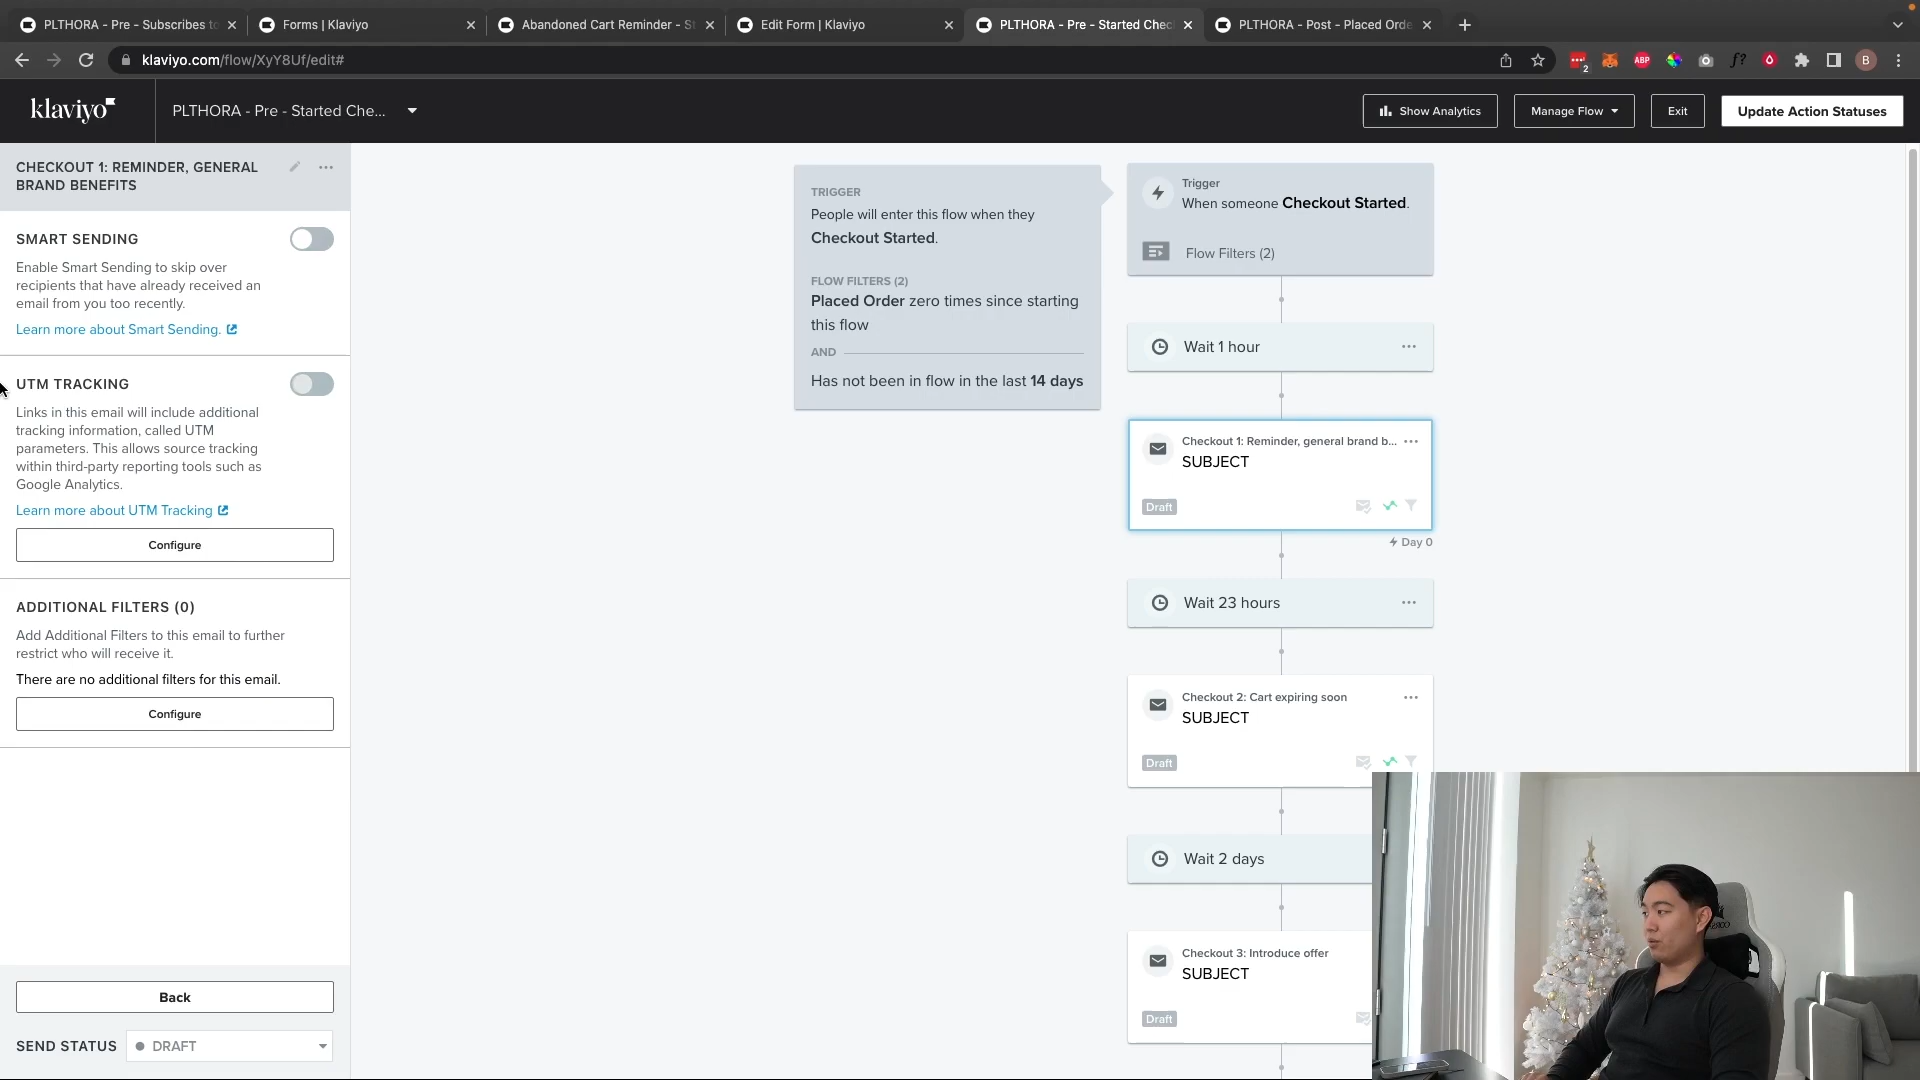 PLTHORA - Pre - Subscribes to
Forms | Klaviyo
Abandoned Cart Reminder - St
Edit Form | Klaviyo
PLTHORA - Pre - Started Chec
PLTHORA - Post - Placed Orde
klaviyo.com/flow/XyY8Uf/edit#
2
ABP
f?
B
klaviyo
PLTHORA - Pre - Started Che...
Show Analytics
Manage Flow
Exit
Update Action Statuses
CHECKOUT 1: REMINDER, GENERAL
BRAND BENEFITS
SMART SENDING
Enable Smart Sending to skip over
recipients that have already received an
email from you too recently.
Learn more about Smart Sending.
UTM TRACKING
Links in this email will include additional
tracking information, called UTM
parameters. This allows source tracking
within third-party reporting tools such as
Google Analytics.
Learn more about UTM Tracking
Configure
ADDITIONAL FILTERS (0)
Add Additional Filters to this email to further
restrict who will receive it.
There are no additional filters for this email.
Configure
Back
SEND STATUS
DRAFT
TRIGGER
People will enter this flow when they
Checkout Started.
FLOW FILTERS (2)
Placed Order zero times since starting
this flow
AND
Has not been in flow in the last 14 days
Trigger
When someone Checkout Started.
Flow Filters (2)
Wait 1 hour
Checkout 1: Reminder, general brand b...
SUBJECT
Draft
Day 0
Wait 23 hours
Checkout 2: Cart expiring soon
SUBJECT
Draft
Wait 2 days
Checkout 3: Introduce offer
SUBJECT
Draft